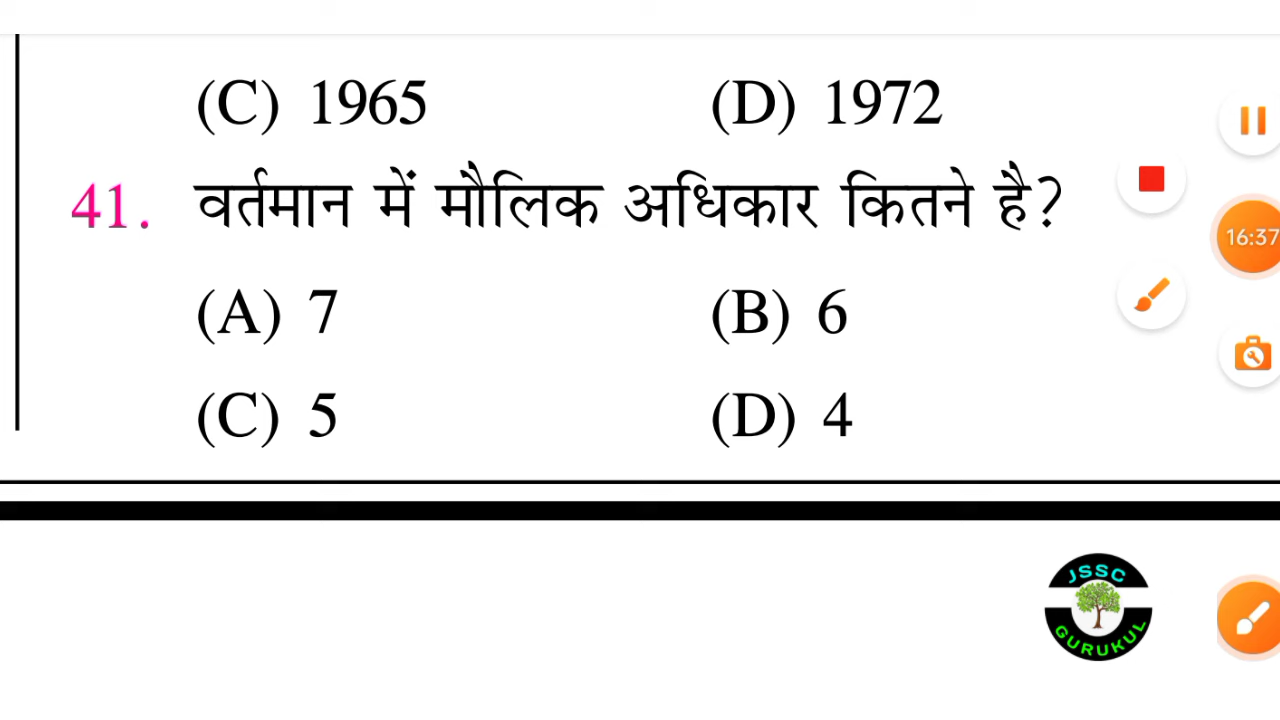 (C) 1965 (D) 1972
41. वर्तमान में मौलिक अधिकार कितने है?
(A) 7 (B) 6
(C) 5 (D) 4
16:37
JSSC
GURUKUL